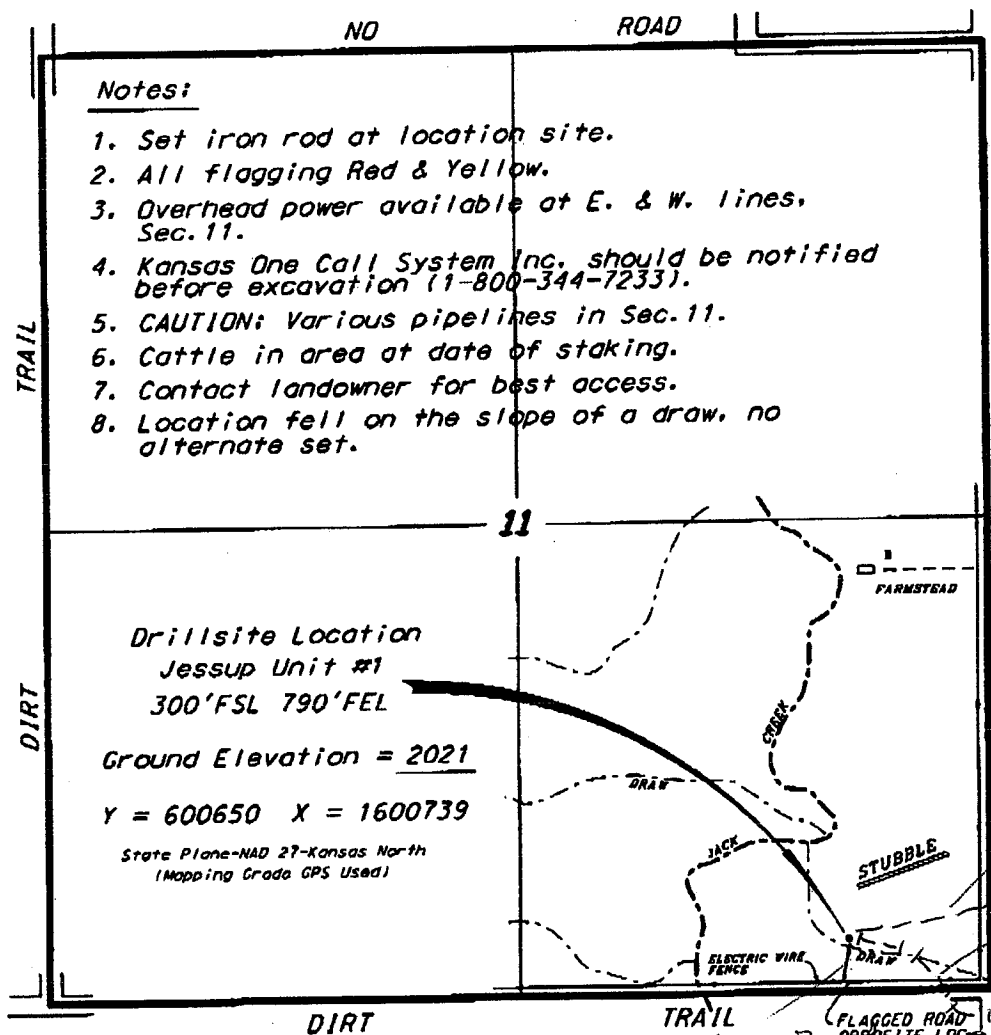 NO ROAD
Notes:
1. Set iron rod at location site.
2. All flagging Red & Yellow.
3. Overhead power available at E. & W. lines,
Sec. 11.
4. Kansas One Call System Inc. should be notified
before excavation (1-800-344-7233).
5. CAUTION: Various pipelines in Sec. 11.
6. Cattle in area at date of staking.
7. Contact landowner for best access.
8. Location fell on the slope of a draw, no
alternate set.
TRAIL
11
FARMSTEAD
Drillsite Location
Jessup Unit #1
300'FSL 790'FEL
DIRT
CREEK
Ground Elevation = 2021
DRAW
Y = 600650 X = 1600739
State Plane-NAD 27-Kansas North
(Mapping Grade GPS Used)
JACK
STUBBLE
ELECTRIC WIRE
FENCE
DRAW
DIRT TRAIL
FLAGGED ROAD